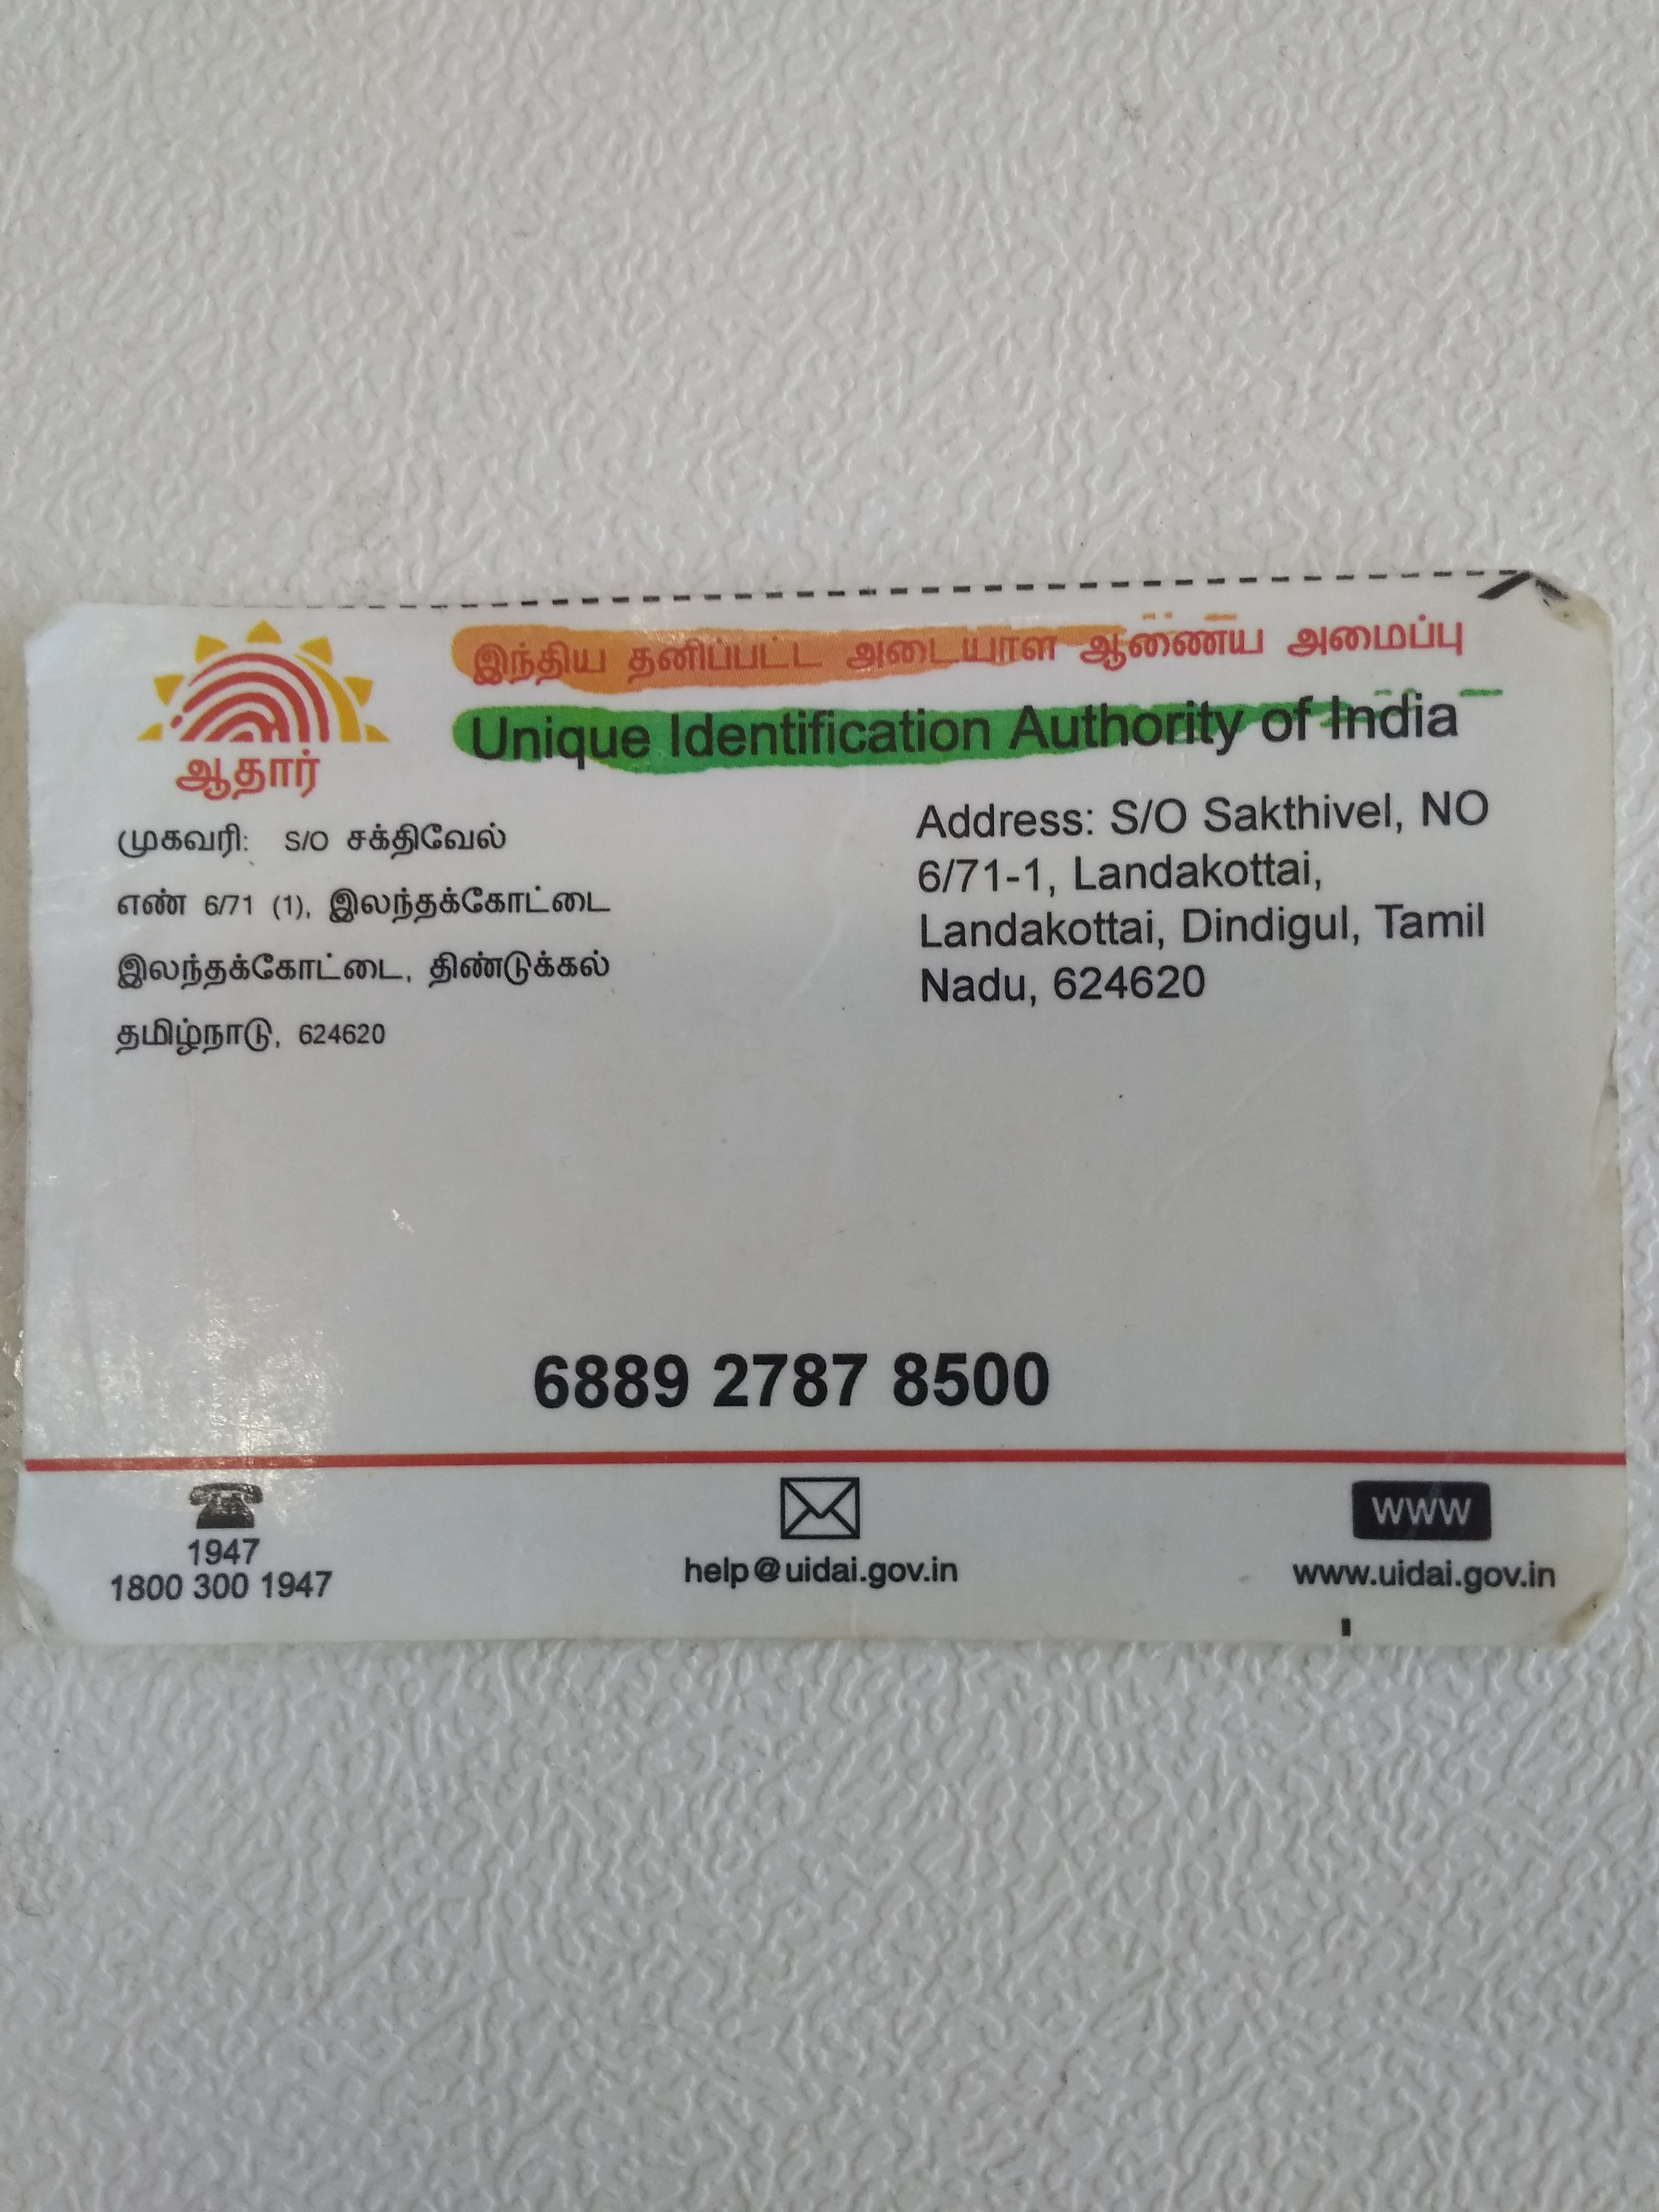 இந்திய தனிப்பட்ட அடையாள ஆணைய அமைப்பு
Unique Identification Authority of India
ஆதார்
முகவரி: S/O சக்திவேல்
எண் 6/71 (1), இலந்தக்கோட்டை
இலந்தக்கோட்டை, திண்டுக்கல்
தமிழ்நாடு, 624620
Address: S/O Sakthivel, NO
6/71-1, Landakottai,
Landakottai, Dindigul, Tamil
Nadu, 624620
6889 2787 8500
1947
1800 300 1947
help@uidai.gov.in
WWW
www.uidai.gov.in